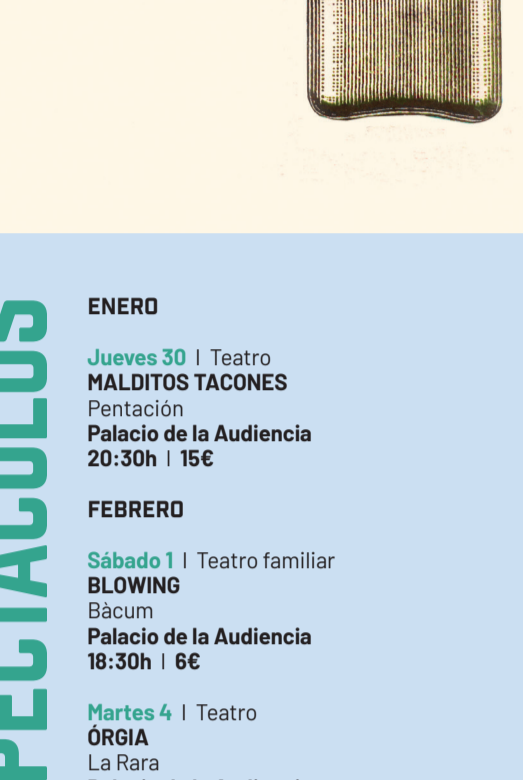 ENERO
Jueves 30 | Teatro
MALDITOS TACONES
Pentación
Palacio de la Audiencia
20:30h | 15€
FEBRERO
Sábado 1 | Teatro familiar
BLOWING
Bàcum
Palacio de la Audiencia
18:30h | 6€
Martes 4 | Teatro
ÓRGIA
La Rara